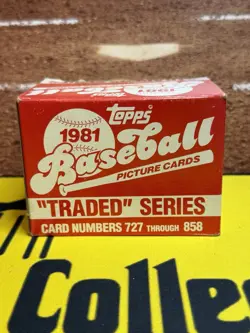 topps®
1981
Baseball
PICTURE CARDS
"TRADED" SERIES
CARD NUMBERS 727 THROUGH 858
Colle